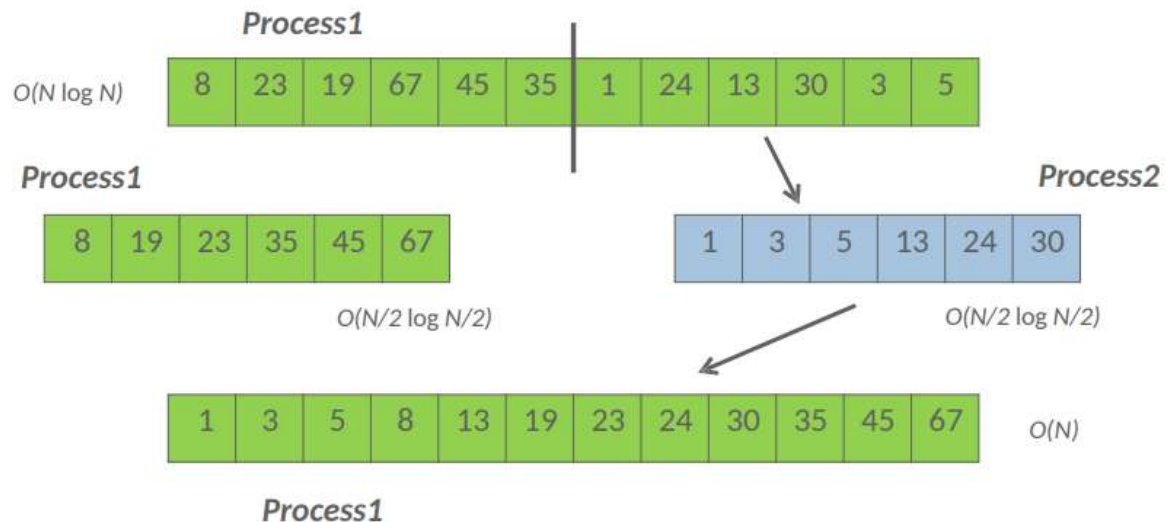 Process1
O(N log N) 8 23 19 67 45 35 1 24 13 30 3 5
Process1 Process2
8 19 23 35 45 67 1 3 5 13 24 30
O(N/2 log N/2) O(N/2 log N/2)
1 3 5 8 13 19 23 24 30 35 45 67 O(N)
Process1